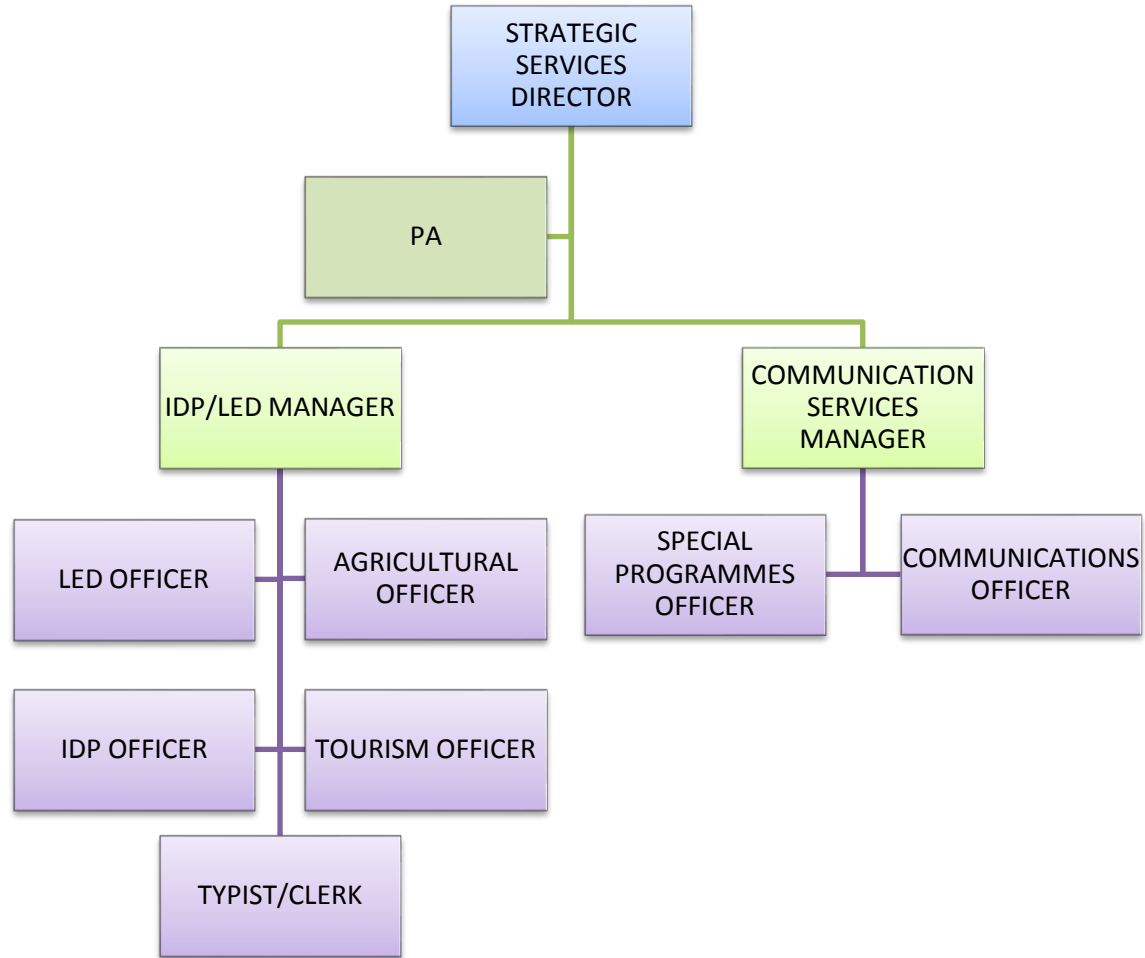 STRATEGIC
SERVICES
DIRECTOR
PA
IDP/LED MANAGER
COMMUNICATION
SERVICES
MANAGER
LED OFFICER
AGRICULTURAL
OFFICER
SPECIAL
PROGRAMMES
OFFICER
COMMUNICATIONS
OFFICER
IDP OFFICER
TOURISM OFFICER
TYPIST/CLERK